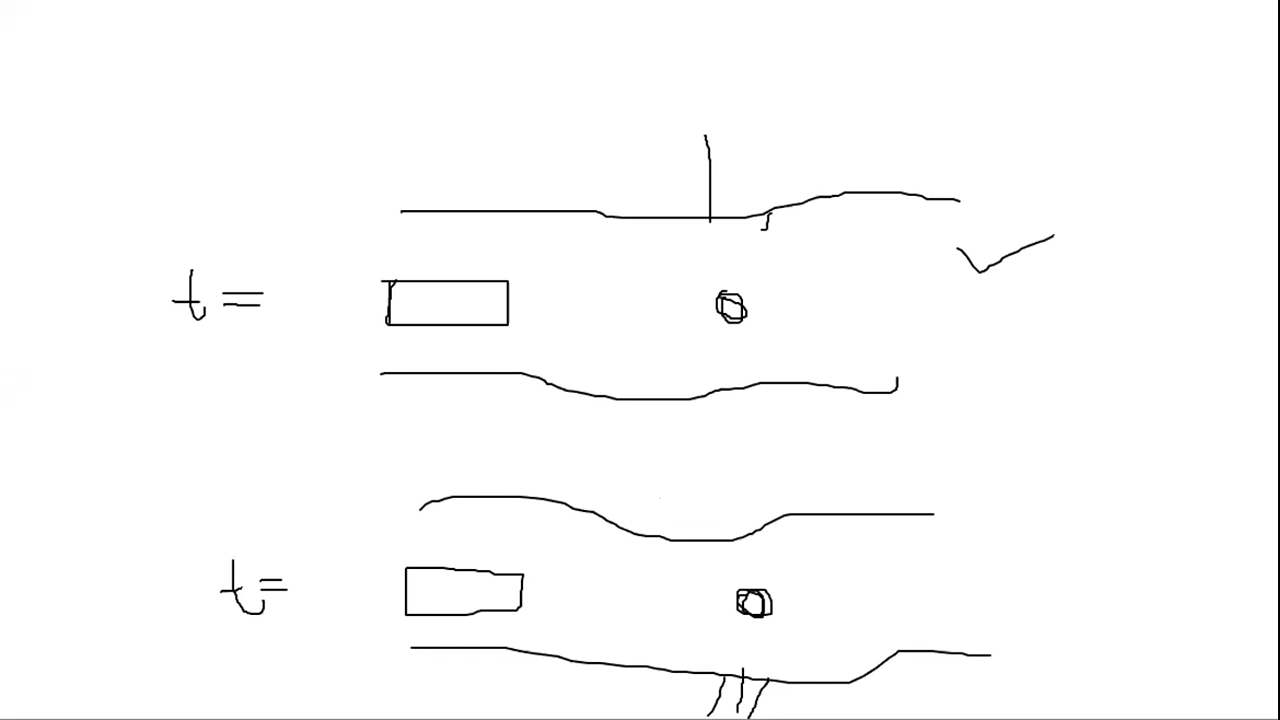 t =
t =